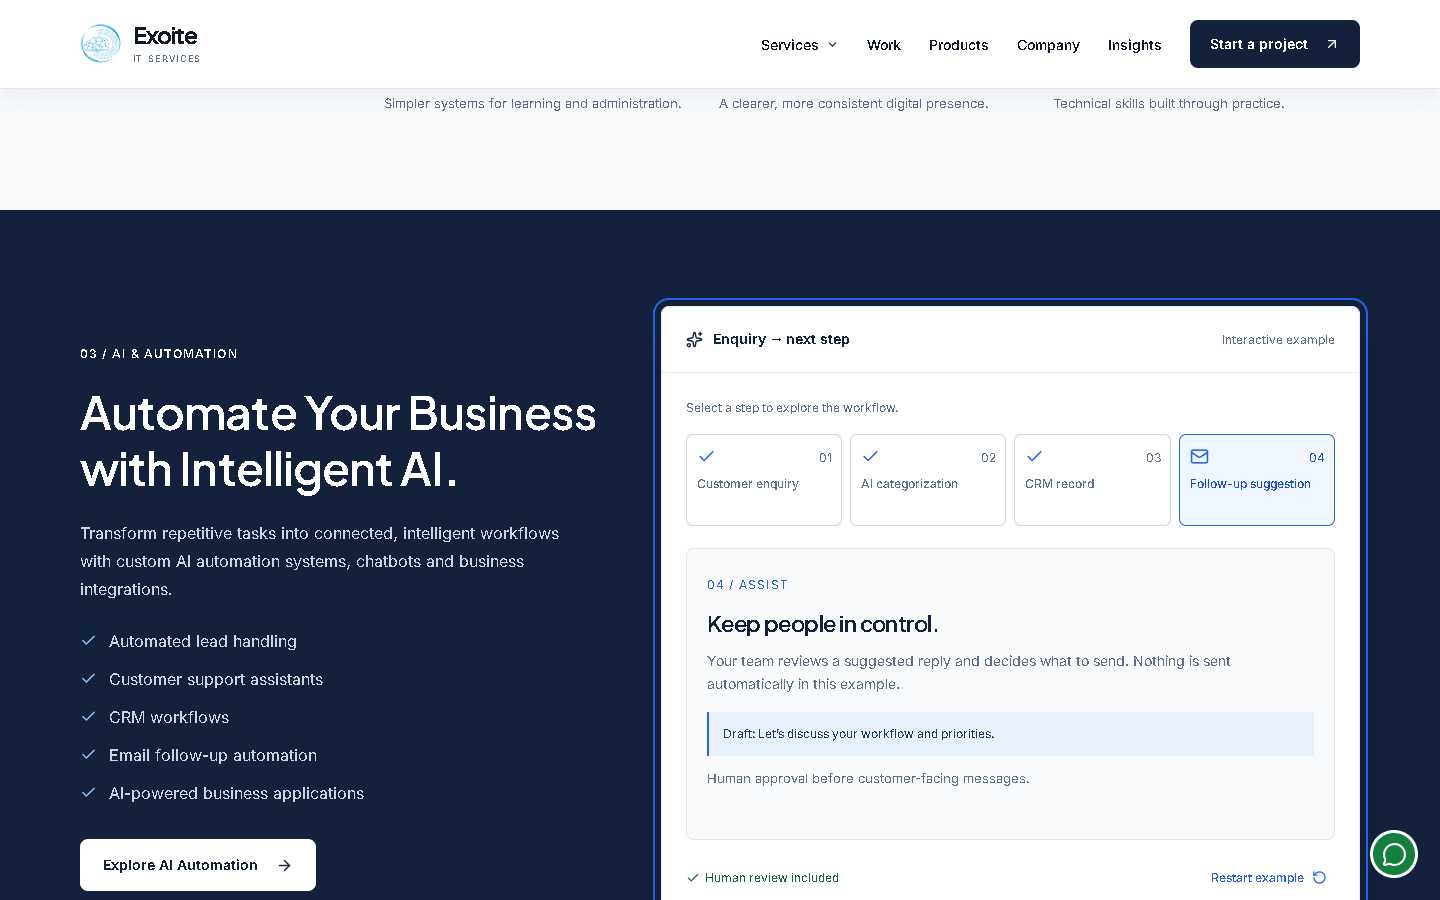 Exoite
IT SERVICES
Services
Work
Products
Company
Insights
Start a project
Simpler systems for learning and administration.
A clearer, more consistent digital presence.
Technical skills built through practice.
03 / AI & AUTOMATION
Automate Your Business
with Intelligent AI.
Transform repetitive tasks into connected, intelligent workflows
with custom AI automation systems, chatbots and business
integrations.
Automated lead handling
Customer support assistants
CRM workflows
Email follow-up automation
AI-powered business applications
Explore AI Automation
Enquiry → next step
Interactive example
Select a step to explore the workflow.
01
Customer enquiry
02
AI categorization
03
CRM record
04
Follow-up suggestion
04 / ASSIST
Keep people in control.
Your team reviews a suggested reply and decides what to send. Nothing is sent
automatically in this example.
Draft: Let's discuss your workflow and priorities.
Human approval before customer-facing messages.
Human review included
Restart example